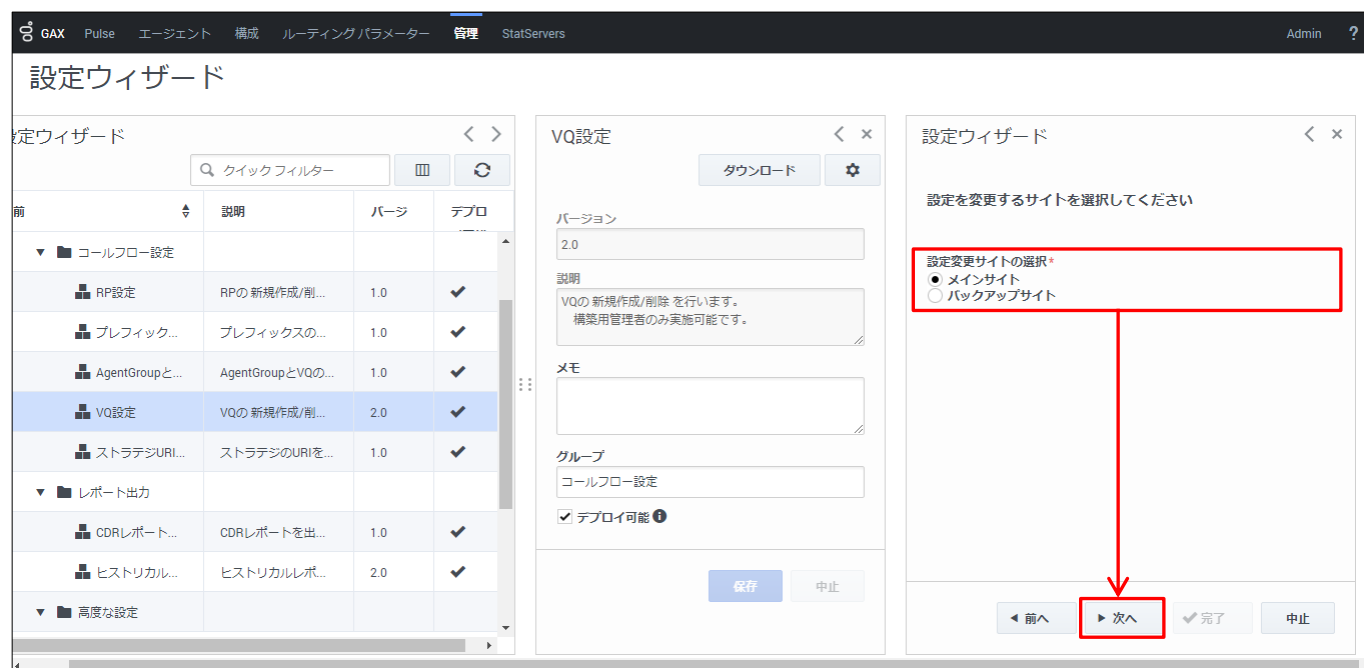 GAX Pulse エージェント 構成 ルーティング パラメーター 管理 StatServers Admin ?
設定ウィザード
定ウィザード
クイック フィルター
前 説明 バージ デプロ
コールフロー設定
RP設定 RPの 新規作成/削... 1.0
プレフィック... プレフィックスの... 1.0
AgentGroupと... AgentGroupとVQの... 1.0
VQ設定 VQの 新規作成/削... 2.0
ストラテジURI... ストラテジのURIを... 1.0
レポート出力
CDRレポート... CDRレポートを出... 1.0
ヒストリカル... ヒストリカルレポ... 2.0
高度な設定
VQ設定
ダウンロード
バージョン
2.0
説明
VQの 新規作成/削除 を行います。
構築用管理者のみ実施可能です。
メモ
グループ
コールフロー設定
デプロイ可能
保存 中止
設定ウィザード
設定を変更するサイトを選択してください
設定変更サイトの選択*
メインサイト
バックアップサイト
前へ 次へ 完了 中止